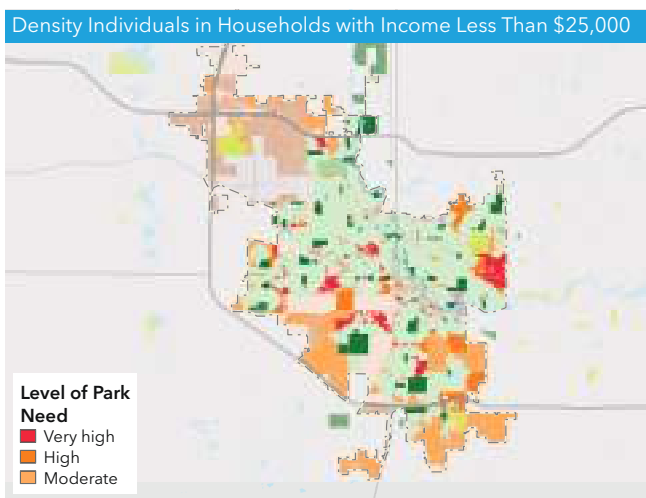 Density Individuals in Households with Income Less Than $25,000
Level of Park
Need
Very high
High
Moderate